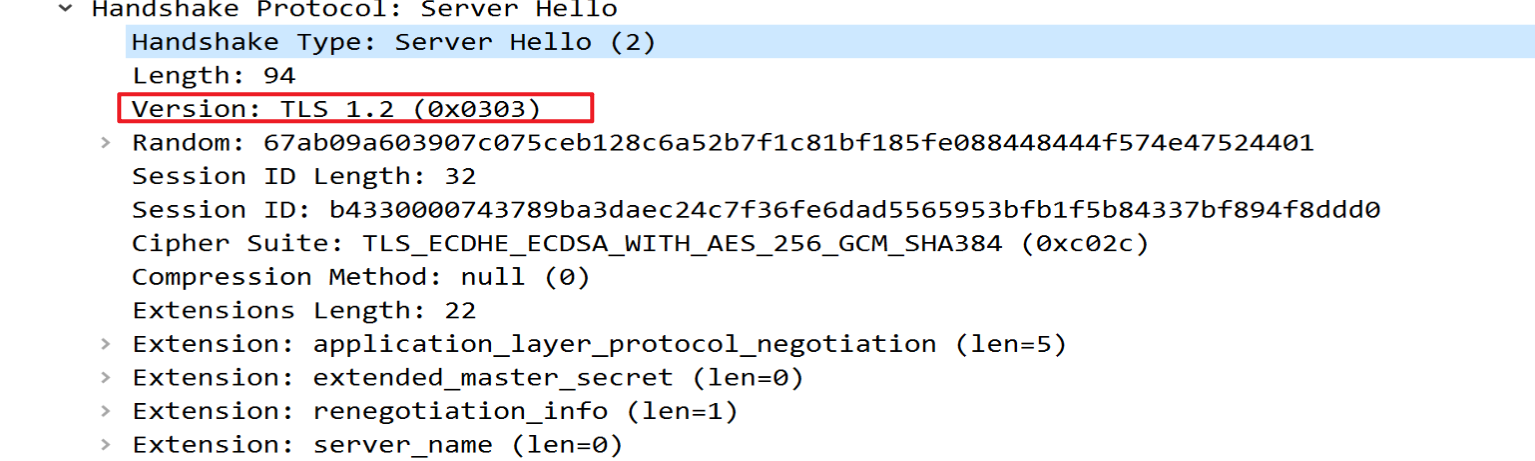 Handshake Protocol: Server Hello
Handshake Type: Server Hello (2)
Length: 94
Version: TLS 1.2 (0x0303)
Random: 67ab09a603907c075ceb128c6a52b7f1c81bf185fe088448444f574e47524401
Session ID Length: 32
Session ID: b4330000743789ba3daec24c7f36fe6dad5565953bfb1f5b84337bf894f8ddd0
Cipher Suite: TLS_ECDHE_ECDSA_WITH_AES_256_GCM_SHA384 (0xc02c)
Compression Method: null (0)
Extensions Length: 22
Extension: application_layer_protocol_negotiation (len=5)
Extension: extended_master_secret (len=0)
Extension: renegotiation_info (len=1)
Extension: server_name (len=0)